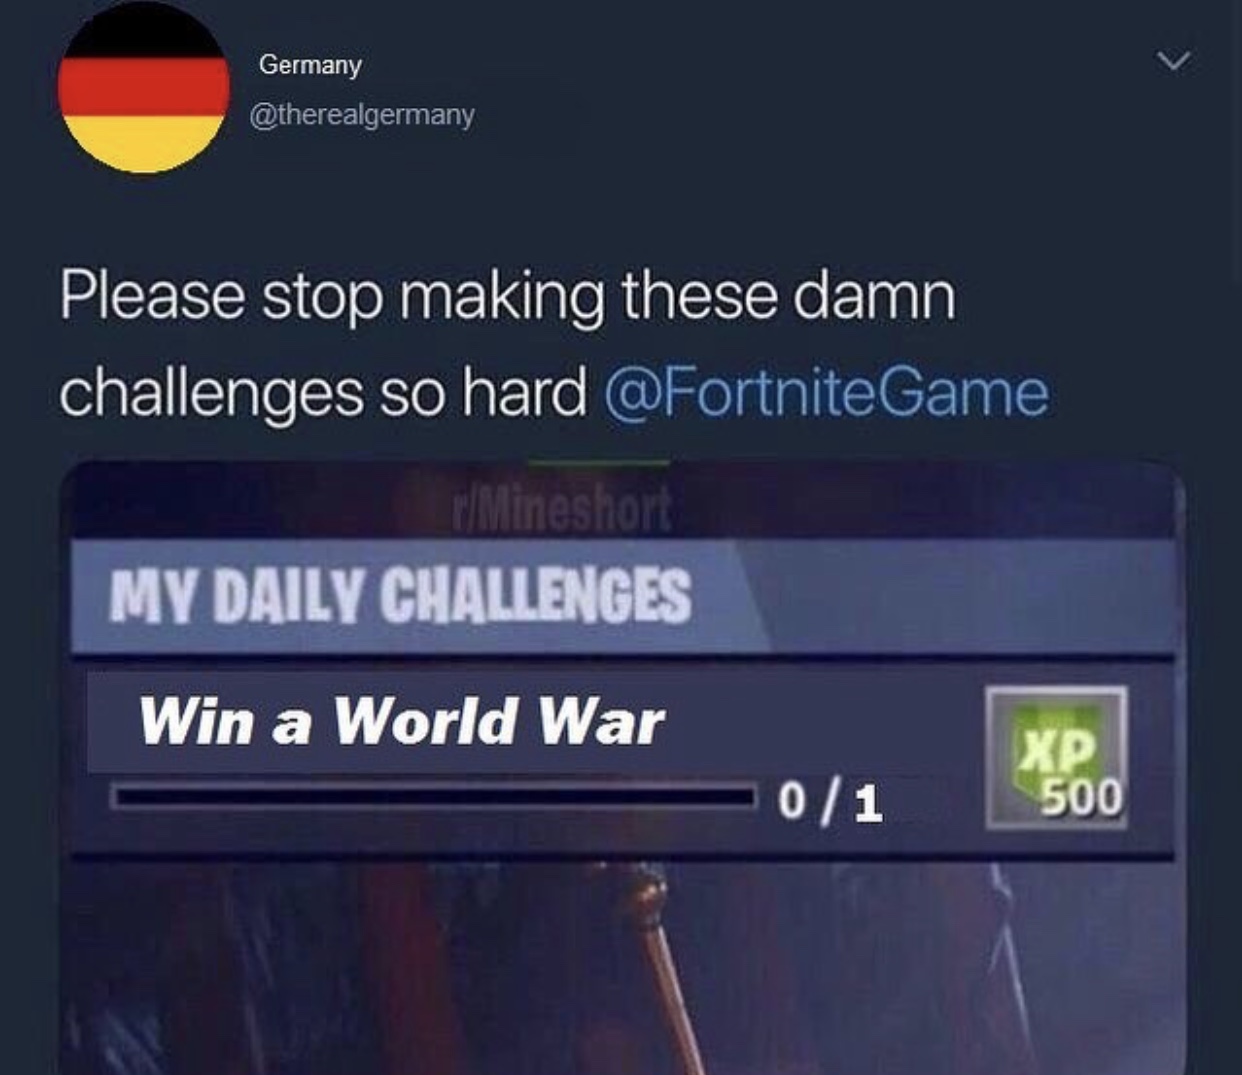 Germany
@therealgermany
Please stop making these damn
challenges so hard @FortniteGame
r/Mineshort
MY DAILY CHALLENGES
Win a World War
0 / 1
XP
500